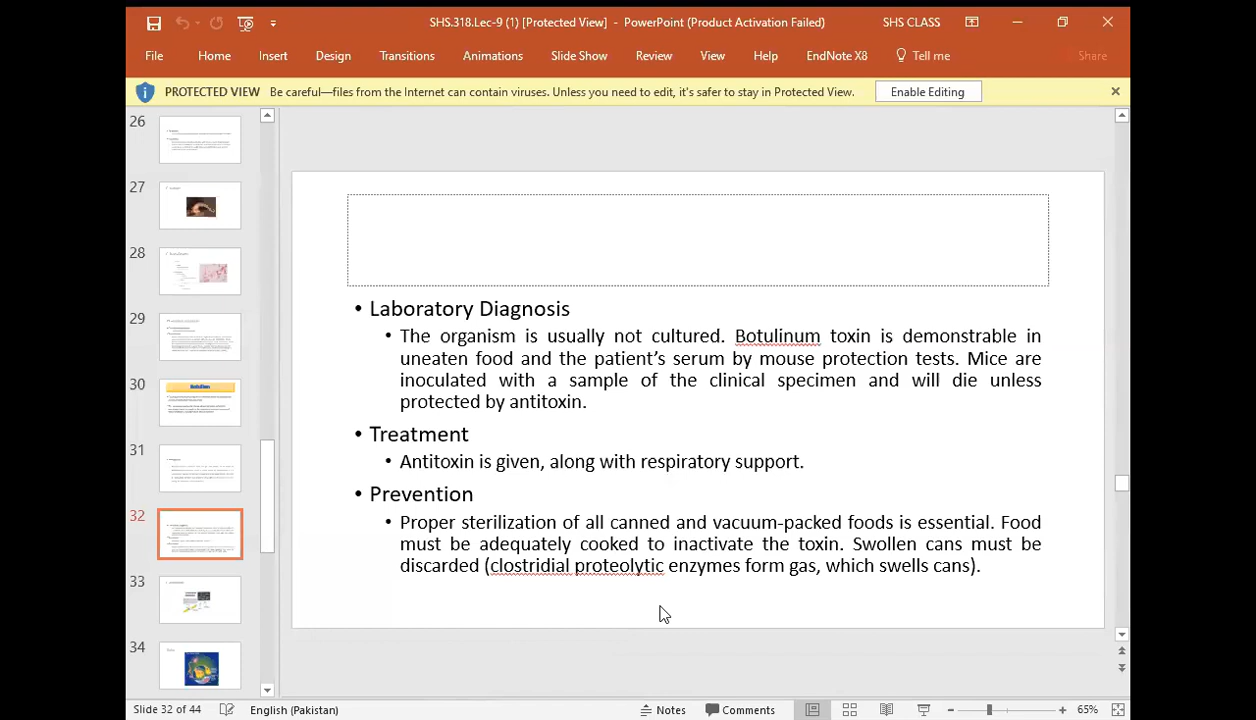 SHS.318.Lec-9 (1) [Protected View] - PowerPoint (Product Activation Failed)
SHS CLASS
File Home Insert Design Transitions Animations Slide Show Review View Help EndNote X8 Tell me Share
PROTECTED VIEW Be careful—files from the Internet can contain viruses. Unless you need to edit, it's safer to stay in Protected View. Enable Editing
26
27
28
29
30
31
32
33
34
• Laboratory Diagnosis
• The organism is usually not cultured. Botulinum toxin is demonstrable in
uneaten food and the patient's serum by mouse protection tests. Mice are
inoculated with a sample of the clinical specimen and will die unless
protected by antitoxin.
• Treatment
• Antitoxin is given, along with respiratory support.
• Prevention
• Proper sterilization of all canned and vacuum-packed foods is essential. Food
must be adequately cooked to inactivate the toxin. Swollen cans must be
discarded (clostridial proteolytic enzymes form gas, which swells cans).
Slide 32 of 44 English (Pakistan) Notes Comments 65%